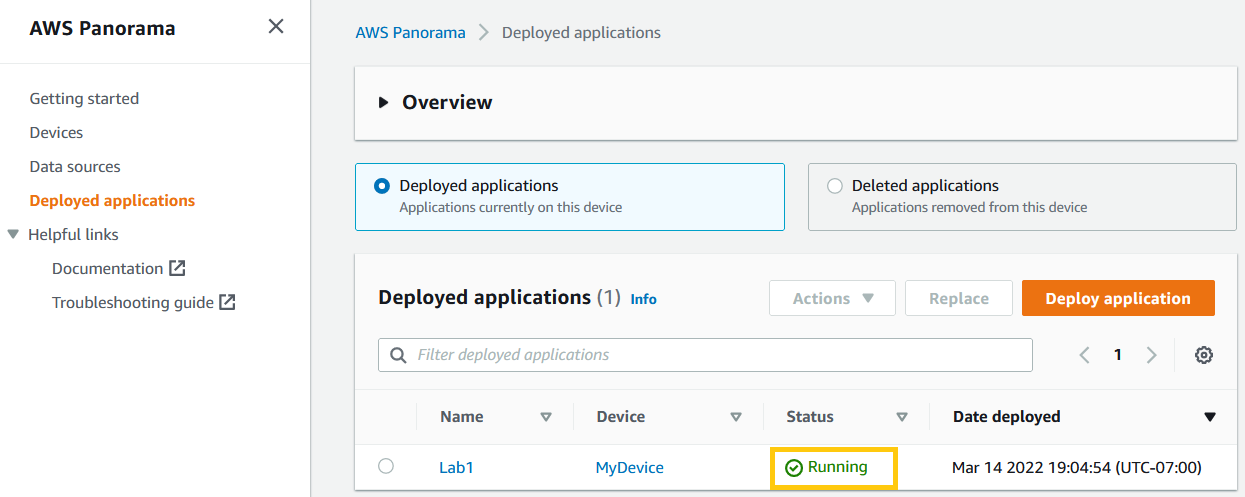 AWS Panorama
Getting started
Devices
Data sources
Deployed applications
Helpful links
Documentation
Troubleshooting guide
AWS Panorama > Deployed applications
Overview
Deployed applications
Applications currently on this device
Deleted applications
Applications removed from this device
Deployed applications (1) Info
Actions Replace Deploy application
Filter deployed applications
1
Name Device Status Date deployed
Lab1 MyDevice Running Mar 14 2022 19:04:54 (UTC-07:00)